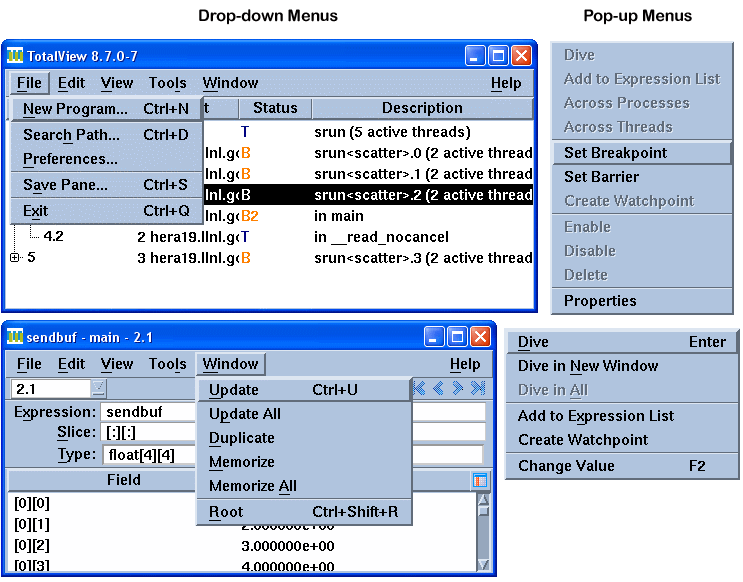 Drop-down Menus
Pop-up Menus
TotalView 8.7.0-7
File Edit View Tools Window Help
New Program... Ctrl+N
Search Path... Ctrl+D
Preferences...
Save Pane... Ctrl+S
Exit Ctrl+Q
t Status Description
T srun (5 active threads)
llnl.gc B srun<scatter>.0 (2 active thread
llnl.gc B srun<scatter>.1 (2 active thread
B srun<scatter>.2 (2 active thread
llnl.gc B2 in main
4.2 2 hera19.llnl.gc T in __read_nocancel
5 3 hera19.llnl.gc B srun<scatter>.3 (2 active thread
Dive
Add to Expression List
Across Processes
Across Threads
Set Breakpoint
Set Barrier
Create Watchpoint
Enable
Disable
Delete
Properties
sendbuf - main - 2.1
File Edit View Tools Window Help
2.1
Expression: sendbuf
Slice: [:][:]
Type: float[4][4]
Field
[0][0]
[0][1] 2.000000e+00
[0][2] 3.000000e+00
[0][3] 4.000000e+00
Update Ctrl+U
Update All
Duplicate
Memorize
Memorize All
Root Ctrl+Shift+R
Dive Enter
Dive in New Window
Dive in All
Add to Expression List
Create Watchpoint
Change Value F2